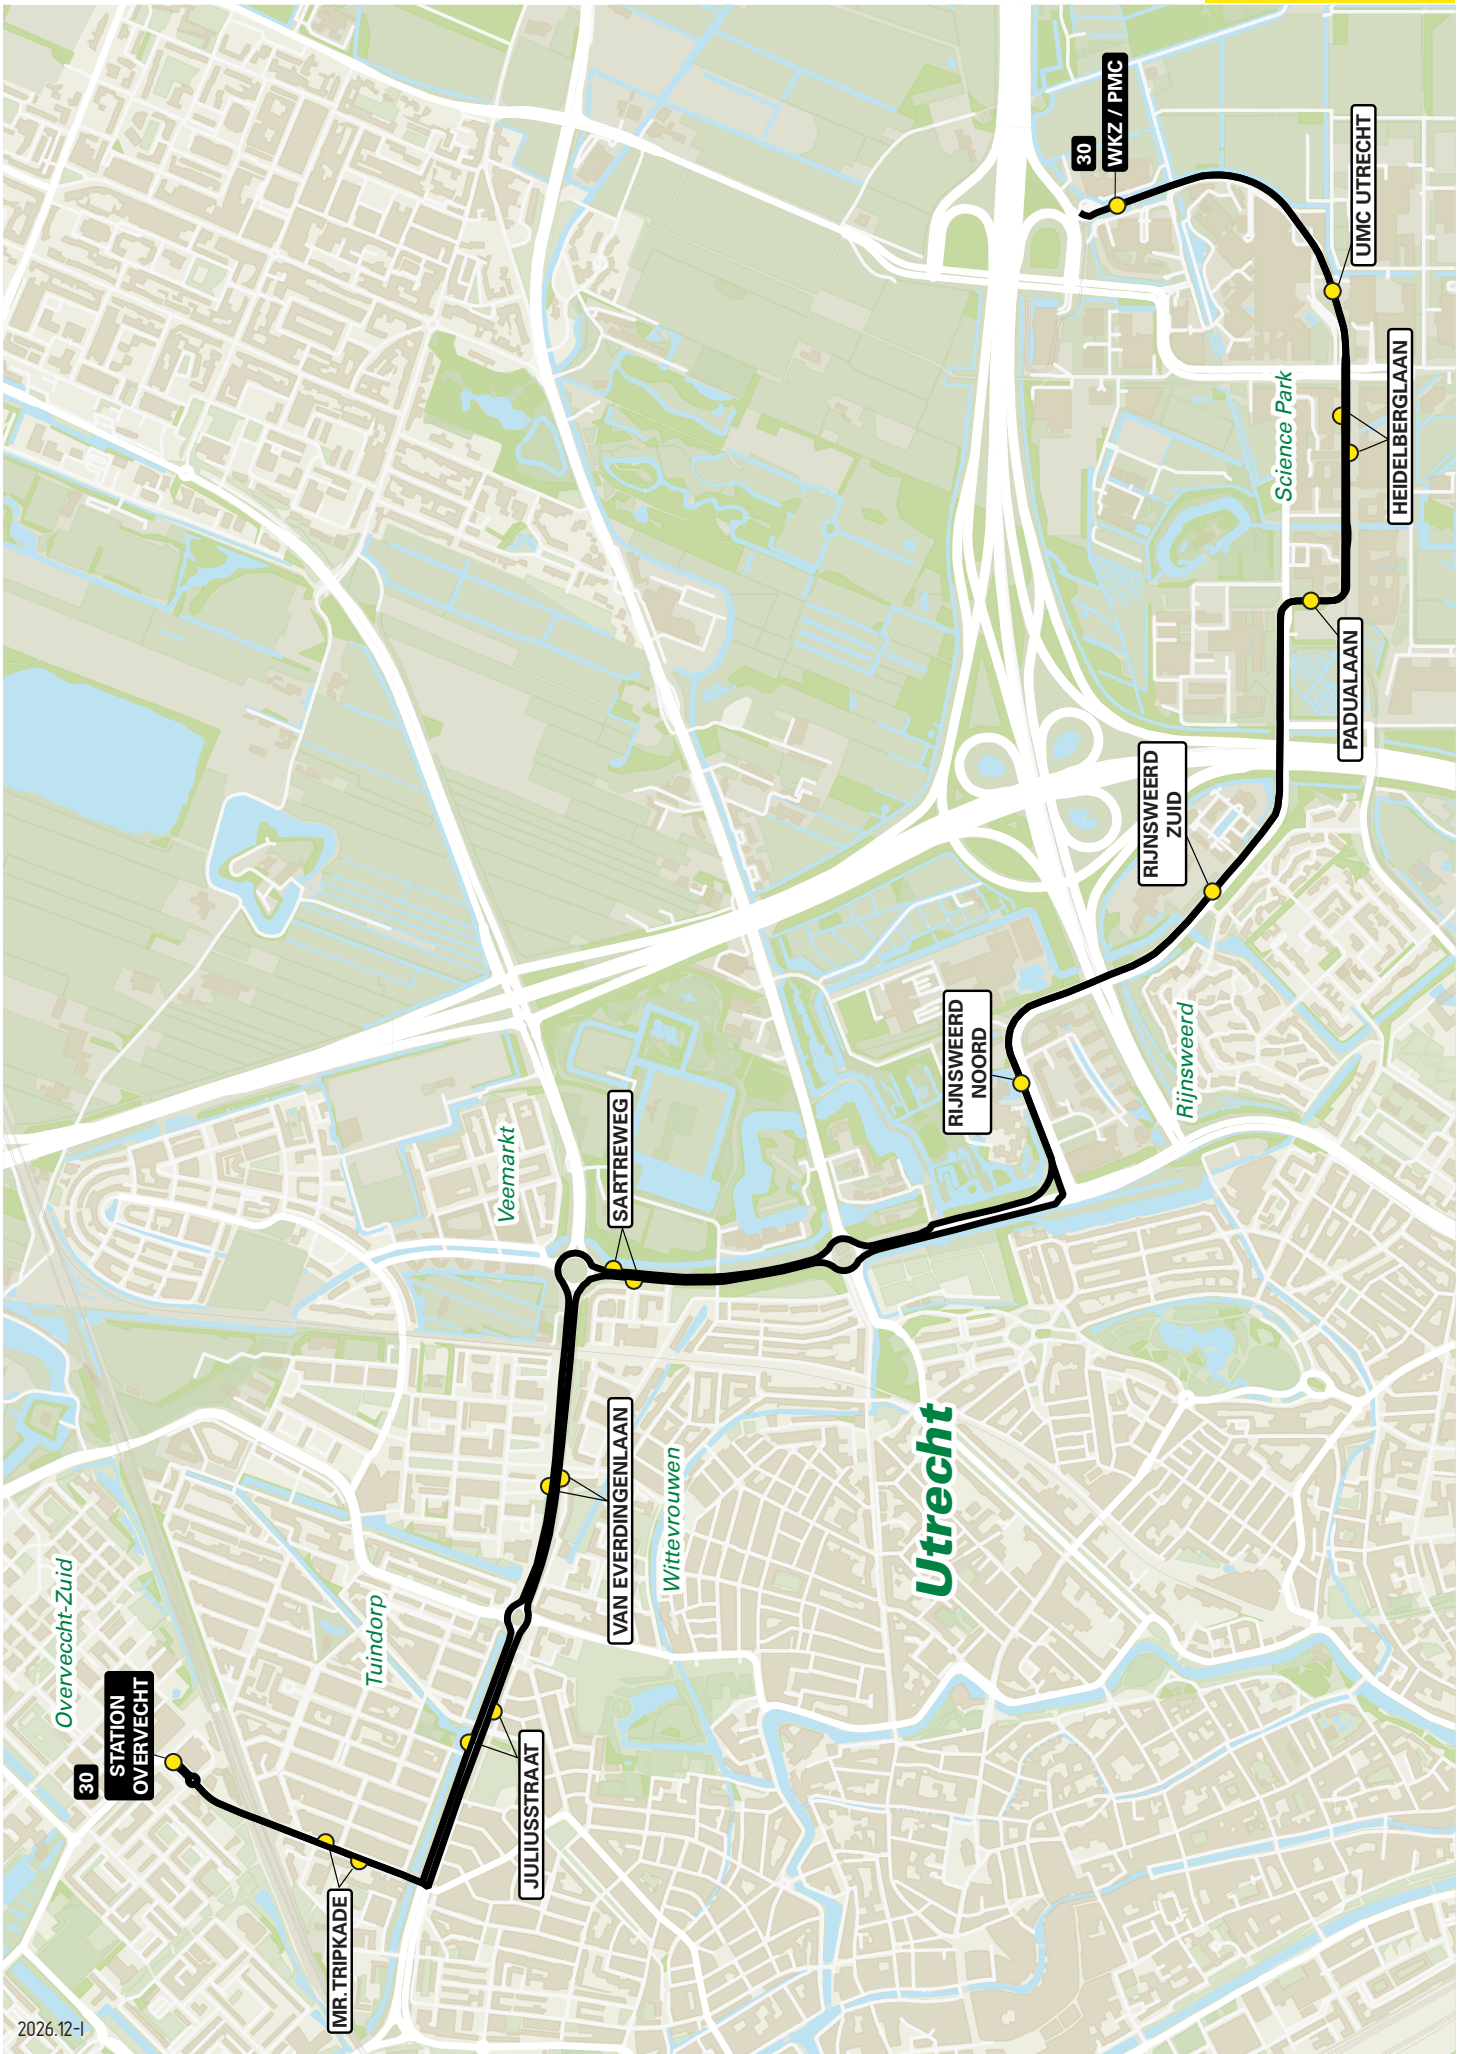 30
STATION
OVERVECHT
Overvecht-Zuid
MR. TRIPKADE
Tuindorp
JULIUSSTRAAT
VAN EVERDINGENLAAN
Wittevrouwen
Veemarkt
SARTREWEG
Utrecht
RIJNSWEERD
NOORD
Rijnsweerd
RIJNSWEERD
ZUID
PADUALAAN
Science Park
HEIDELBERGLAAN
UMC UTRECHT
30
WKZ / PMC
2026.12-I